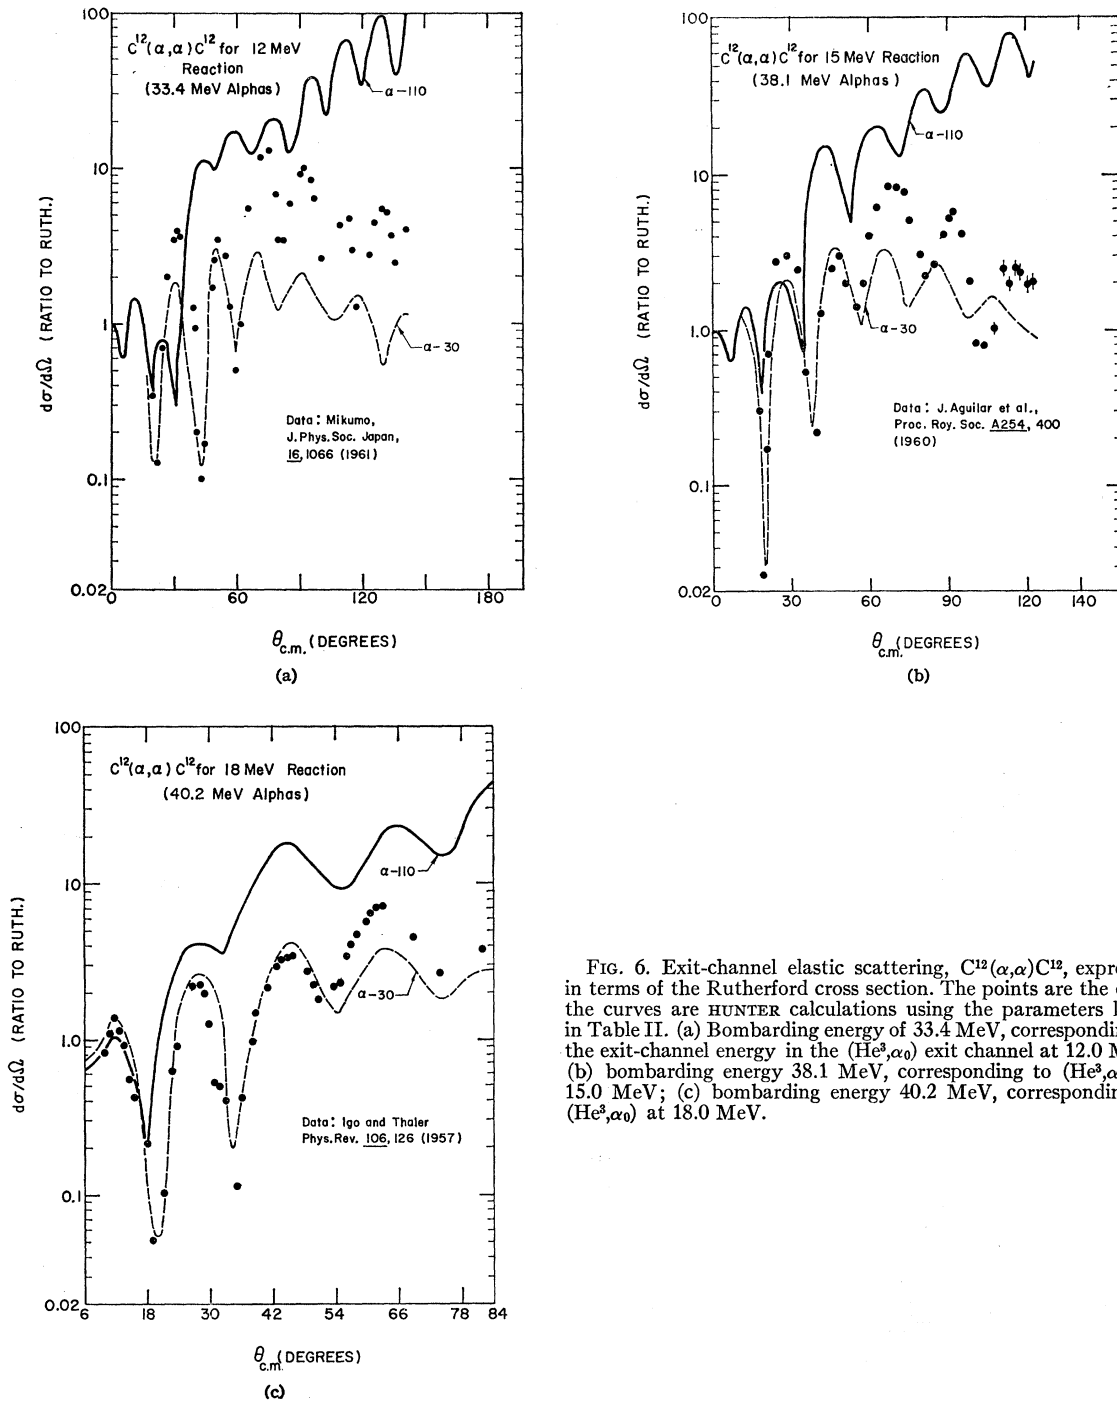 100
C¹²(α,α)C¹² for 12 MeV
Reaction
(33.4 MeV Alphas)
α-110
10
1
α-30
Data: Mikumo,
J. Phys. Soc. Japan,
16, 1066 (1961)
0.1
0.02
0 60 120 180
dσ/dΩ (RATIO TO RUTH.)
θc.m. (DEGREES)
(a)
100
C¹²(α,α)C¹² for 15 MeV Reaction
(38.1 MeV Alphas)
α-110
10
1.0
α-30
Data: J. Aguilar et al.,
Proc. Roy. Soc. A254, 400
(1960)
0.1
0.02
0 30 60 90 120 140
dσ/dΩ (RATIO TO RUTH.)
θc.m. (DEGREES)
(b)
100
C¹²(α,α)C¹² for 18 MeV Reaction
(40.2 MeV Alphas)
α-110
10
α-30
1.0
Data: Igo and Thaler
Phys. Rev. 106, 126 (1957)
0.1
0.02
6 18 30 42 54 66 78 84
dσ/dΩ (RATIO TO RUTH.)
θc.m. (DEGREES)
(c)
FIG. 6. Exit-channel elastic scattering, C¹²(α,α)C¹², expre
in terms of the Rutherford cross section. The points are the
the curves are HUNTER calculations using the parameters
in Table II. (a) Bombarding energy of 33.4 MeV, correspondin
the exit-channel energy in the (He³,α₀) exit channel at 12.0
(b) bombarding energy 38.1 MeV, corresponding to (He³,α
15.0 MeV; (c) bombarding energy 40.2 MeV, correspondin
(He³,α₀) at 18.0 MeV.